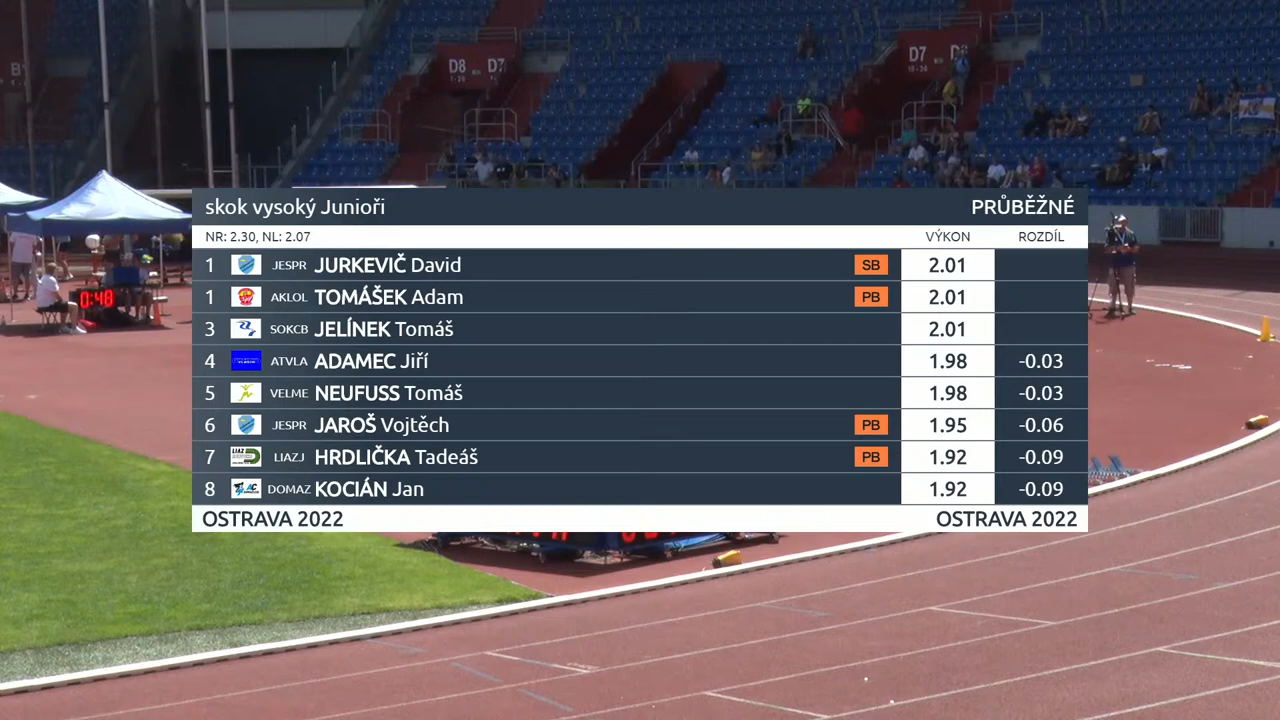 D8 D7
D7 D8
0:48
skok vysoký Junioři PRŮBĚŽNÉ
NR: 2.30, NL: 2.07 VÝKON ROZDÍL
1 JESPR JURKEVIČ David SB 2.01
1 AKLOL TOMÁŠEK Adam PB 2.01
3 SOKCB JELÍNEK Tomáš 2.01
4 ATVLA ADAMEC Jiří 1.98 -0.03
5 VELME NEUFUSS Tomáš 1.98 -0.03
6 JESPR JAROŠ Vojtěch PB 1.95 -0.06
7 LIAZ LIAZJ HRDLIČKA Tadeáš PB 1.92 -0.09
8 DOMAZ KOCIÁN Jan 1.92 -0.09
OSTRAVA 2022 OSTRAVA 2022